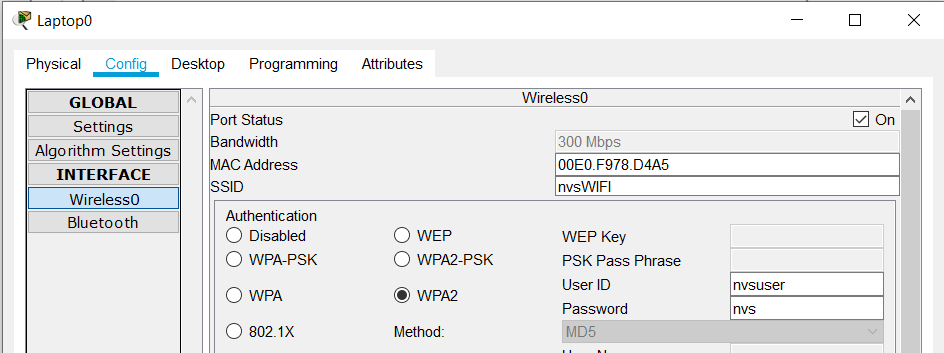 Laptop0
Physical Config Desktop Programming Attributes
GLOBAL
Settings
Algorithm Settings
INTERFACE
Wireless0
Bluetooth
Wireless0
Port Status On
Bandwidth 300 Mbps
MAC Address 00E0.F978.D4A5
SSID nvsWIFI
Authentication
Disabled WEP WEP Key
WPA-PSK WPA2-PSK PSK Pass Phrase
User ID nvsuser
WPA WPA2
Password nvs
802.1X Method: MD5